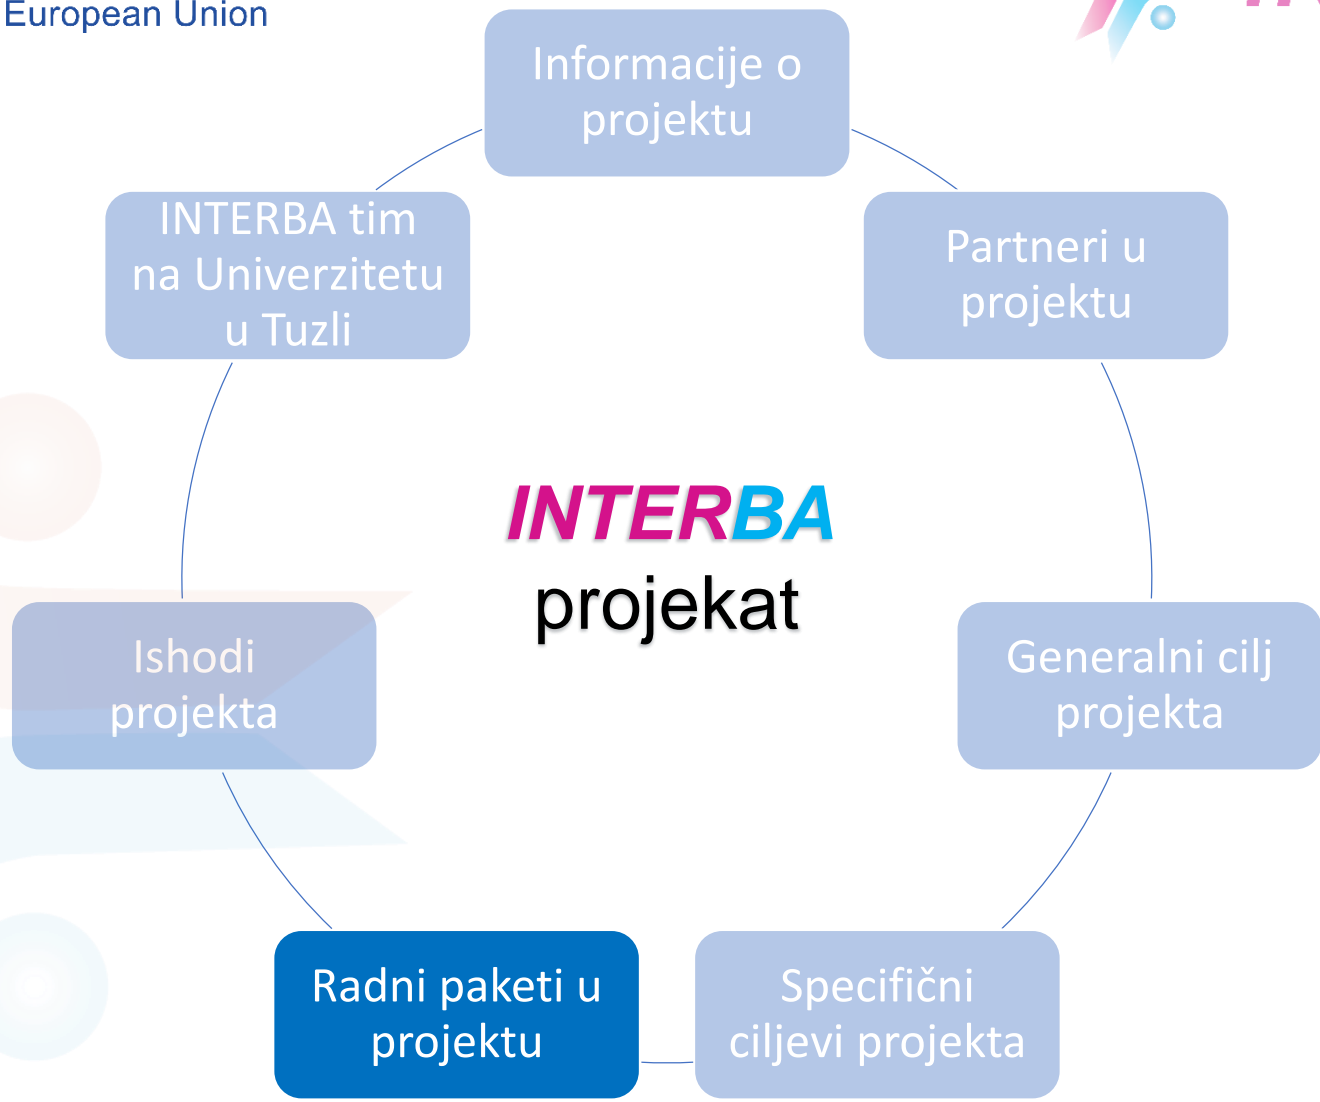 European Union
Informacije o
projektu
INTERBA tim
na Univerzitetu
u Tuzli
Partneri u
projektu
INTERBA
projekat
Ishodi
projekta
Generalni cilj
projekta
Radni paketi u
projektu
Specifični
ciljevi projekta